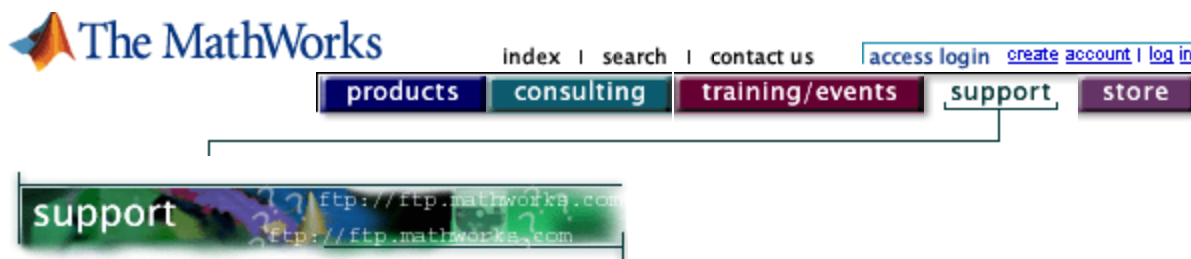 The MathWorks
index | search | contact us access login create account | log in
products consulting training/events support store
support
ftp://ftp.mathworks.com
ftp://ftp.mathworks.com